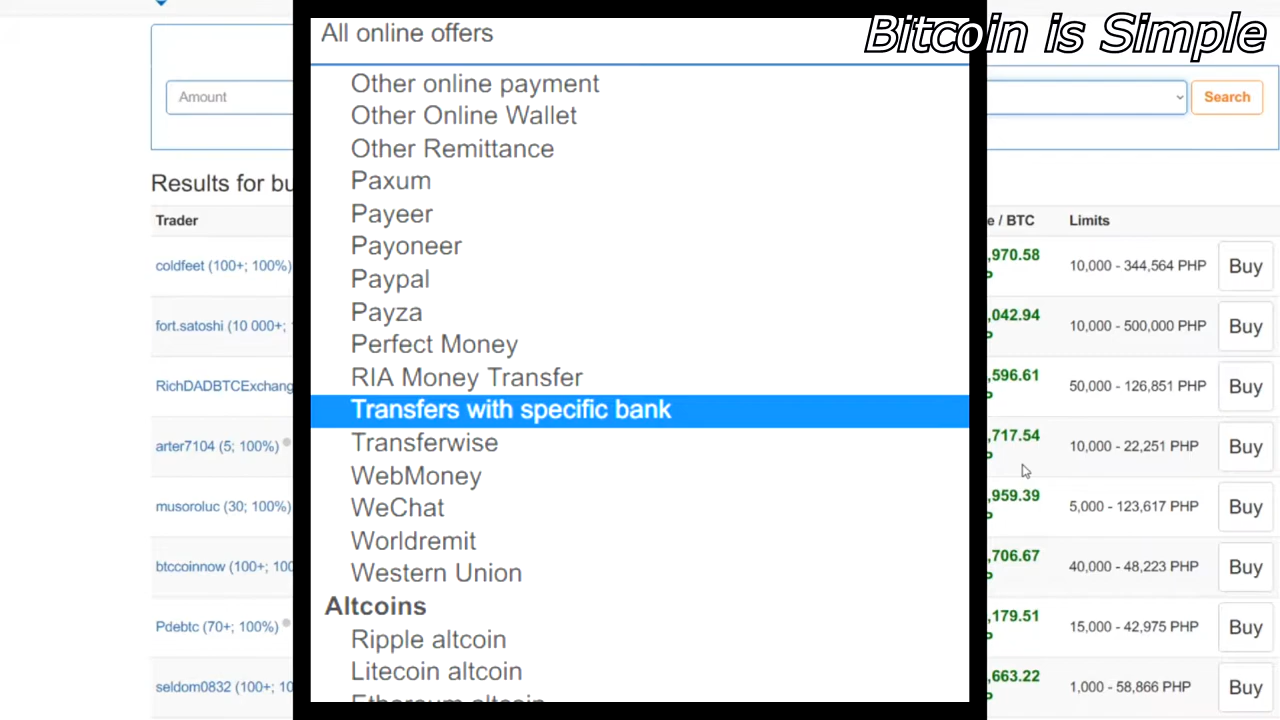 Bitcoin is Simple
All online offers
Other online payment
Other Online Wallet
Other Remittance
Paxum
Payeer
Payoneer
Paypal
Payza
Perfect Money
RIA Money Transfer
Transfers with specific bank
Transferwise
WebMoney
WeChat
Worldremit
Western Union
Altcoins
Ripple altcoin
Litecoin altcoin
Ethereum altcoin
Amount
Search
Results for bu
Trader e / BTC Limits
coldfeet (100+; 100%) ,970.58 10,000 - 344,564 PHP Buy
fort.satoshi (10 000+; ,042.94 10,000 - 500,000 PHP Buy
RichDADBTCExchang ,596.61 50,000 - 126,851 PHP Buy
arter7104 (5; 100%) ,717.54 10,000 - 22,251 PHP Buy
musoroluc (30; 100%) ,959.39 5,000 - 123,617 PHP Buy
btccoinnow (100+; 100 ,706.67 40,000 - 48,223 PHP Buy
Pdebtc (70+; 100%) ,179.51 15,000 - 42,975 PHP Buy
seldom0832 (100+; 10 ,663.22 1,000 - 58,866 PHP Buy